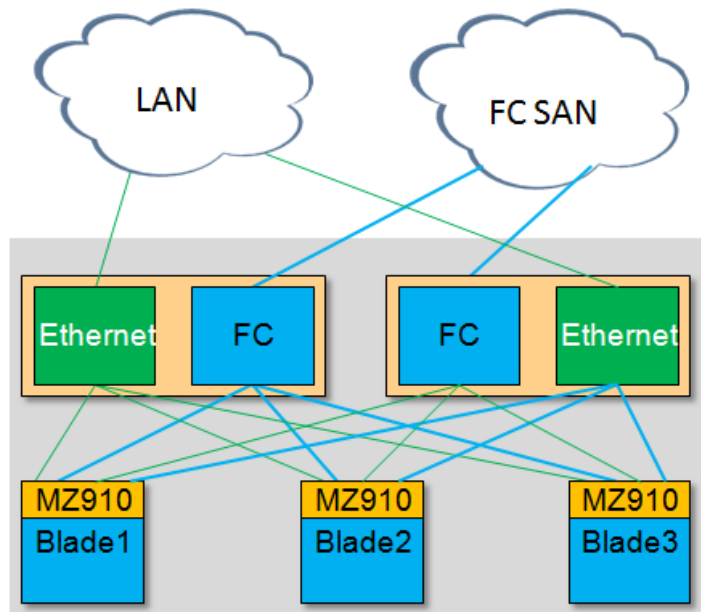 LAN
FC SAN
Ethernet
FC
FC
Ethernet
MZ910
MZ910
MZ910
Blade1
Blade2
Blade3